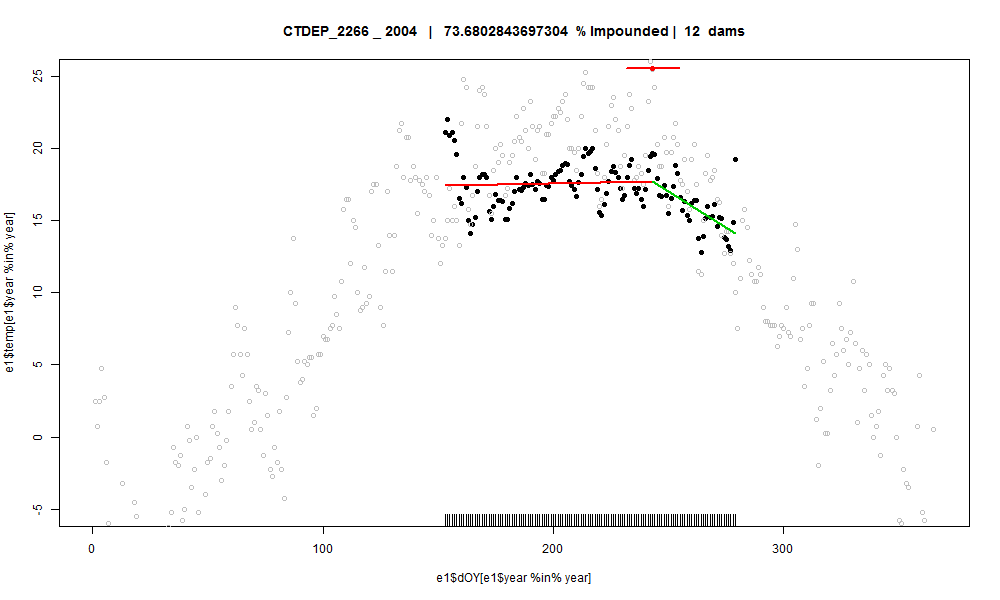 CTDEP_2266 _ 2004 | 73.6802843697304 % Impounded | 12 dams
25
20
15
10
5
0
-5
e1$temp[e1$year %in% year]
0 100 200 300
e1$dOY[e1$year %in% year]